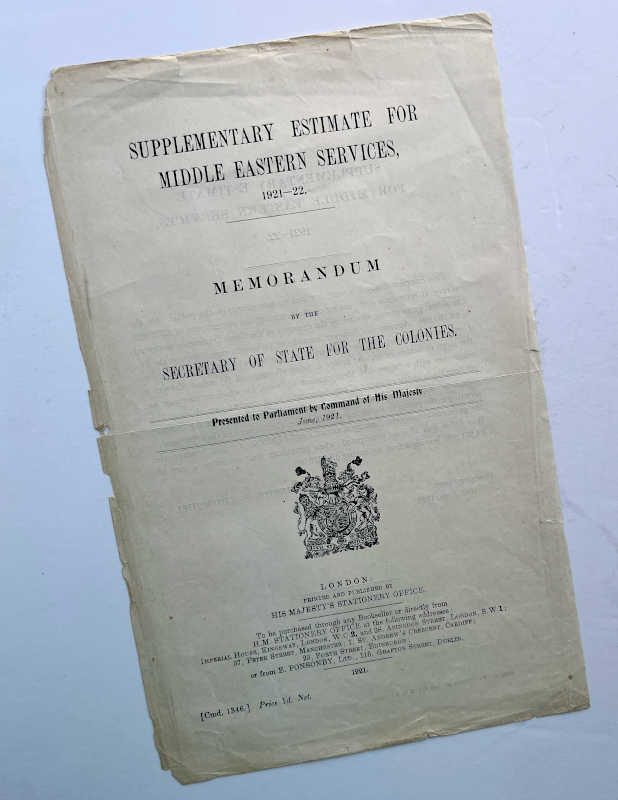 SUPPLEMENTARY ESTIMATE FOR
MIDDLE EASTERN SERVICES,
1921—22.
MEMORANDUM
BY THE
SECRETARY OF STATE FOR THE COLONIES.
Presented to Parliament by Command of His Majesty
June, 1921.
LONDON:
PRINTED AND PUBLISHED BY
HIS MAJESTY'S STATIONERY OFFICE.
To be purchased through any Bookseller or directly from
H.M. STATIONERY OFFICE at the following addresses:
IMPERIAL HOUSE, KINGSWAY, LONDON, W.C.2, and 28, ABINGDON STREET, LONDON, S.W.1;
37, PETER STREET, MANCHESTER; 1, ST. ANDREW'S CRESCENT, CARDIFF;
23, FORTH STREET, EDINBURGH;
or from E. PONSONBY, LTD., 116, GRAFTON STREET, DUBLIN.
1921.
[Cmd. 1346.] Price 1d. Net.